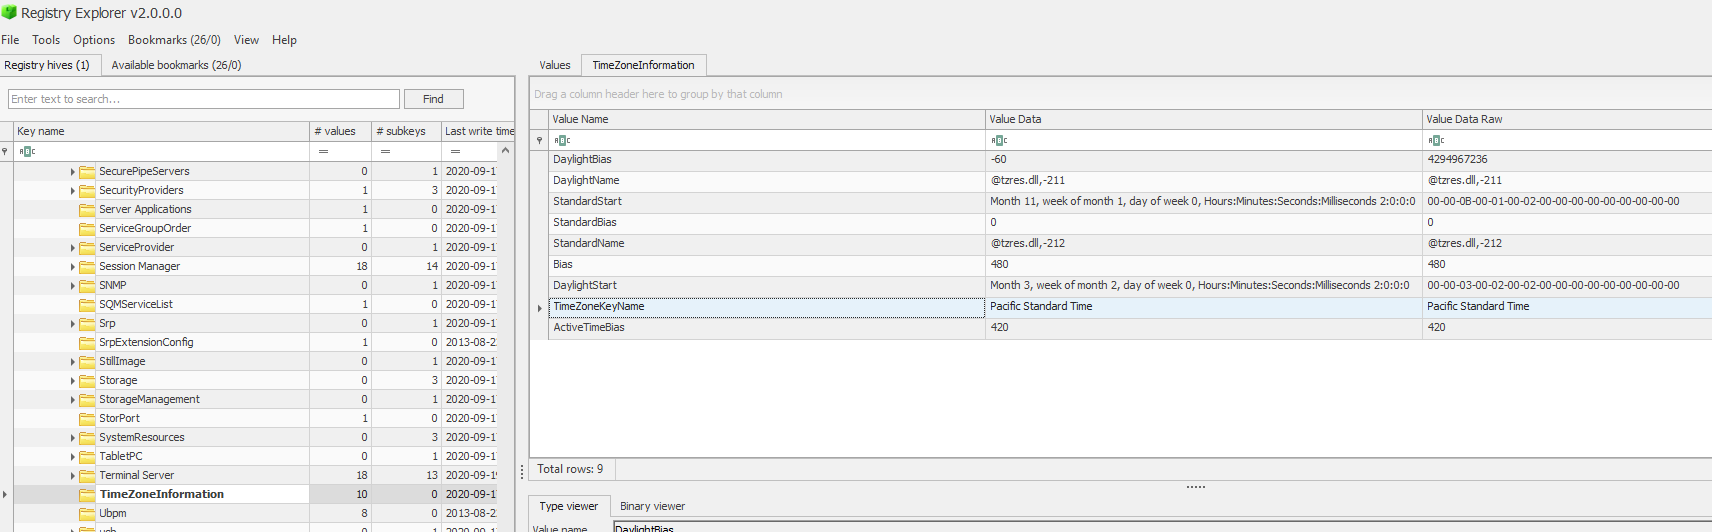 Registry Explorer v2.0.0.0
File Tools Options Bookmarks (26/0) View Help
Registry hives (1) Available bookmarks (26/0)
Enter text to search... Find
Key name # values # subkeys Last write time
= = =
SecurePipeServers 0 1 2020-09-1
SecurityProviders 1 3 2020-09-1
Server Applications 1 0 2020-09-1
ServiceGroupOrder 1 0 2020-09-1
ServiceProvider 0 1 2020-09-1
Session Manager 18 14 2020-09-1
SNMP 0 1 2020-09-1
SQMServiceList 1 0 2020-09-1
Srp 0 1 2020-09-1
SrpExtensionConfig 1 0 2013-08-2
StillImage 0 1 2020-09-1
Storage 0 3 2020-09-1
StorageManagement 0 1 2020-09-1
StorPort 1 0 2020-09-1
SystemResources 0 3 2020-09-1
TabletPC 0 1 2020-09-1
Terminal Server 18 13 2020-09-1
TimeZoneInformation 10 0 2020-09-1
Ubpm 8 0 2020-09-1
Values TimeZoneInformation
Drag a column header here to group by that column
Value Name Value Data Value Data Raw
DaylightBias -60 4294967236
DaylightName @tzres.dll,-211 @tzres.dll,-211
StandardStart Month 11, week of month 1, day of week 0, Hours:Minutes:Seconds:Milliseconds 2:0:0:0 00-00-0B-00-01-00-02-00-00-00-00-00-00-00-00-00
StandardBias 0 0
StandardName @tzres.dll,-212 @tzres.dll,-212
Bias 480 480
DaylightStart Month 3, week of month 2, day of week 0, Hours:Minutes:Seconds:Milliseconds 2:0:0:0 00-00-03-00-02-00-02-00-00-00-00-00-00-00-00-00
TimeZoneKeyName Pacific Standard Time Pacific Standard Time
ActiveTimeBias 420 420
Total rows: 9
Type viewer Binary viewer
Value name DaylightBias